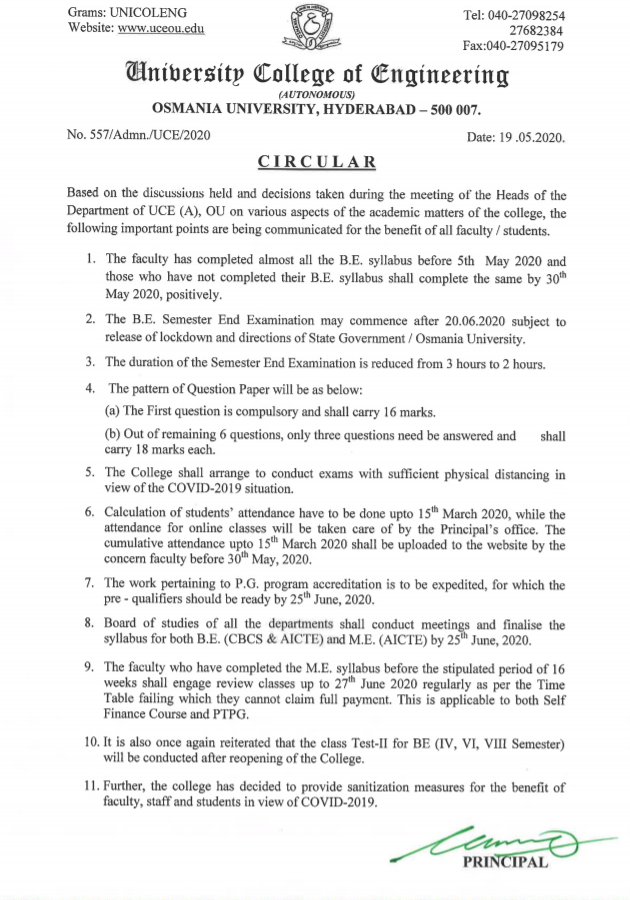 Grams: UNICOLENG
Website: www.uceou.edu
Tel: 040-27098254
27682384
Fax:040-27095179
University College of Engineering
(AUTONOMOUS)
OSMANIA UNIVERSITY, HYDERABAD – 500 007.
No. 557/Admn./UCE/2020
Date: 19 .05.2020.
CIRCULAR
Based on the discussions held and decisions taken during the meeting of the Heads of the
Department of UCE (A), OU on various aspects of the academic matters of the college, the
following important points are being communicated for the benefit of all faculty / students.
1. The faculty has completed almost all the B.E. syllabus before 5th May 2020 and
those who have not completed their B.E. syllabus shall complete the same by 30th
May 2020, positively.
2. The B.E. Semester End Examination may commence after 20.06.2020 subject to
release of lockdown and directions of State Government / Osmania University.
3. The duration of the Semester End Examination is reduced from 3 hours to 2 hours.
4. The pattern of Question Paper will be as below:
(a) The First question is compulsory and shall carry 16 marks.
(b) Out of remaining 6 questions, only three questions need be answered and shall
carry 18 marks each.
5. The College shall arrange to conduct exams with sufficient physical distancing in
view of the COVID-2019 situation.
6. Calculation of students' attendance have to be done upto 15th March 2020, while the
attendance for online classes will be taken care of by the Principal's office. The
cumulative attendance upto 15th March 2020 shall be uploaded to the website by the
concern faculty before 30th May, 2020.
7. The work pertaining to P.G. program accreditation is to be expedited, for which the
pre - qualifiers should be ready by 25th June, 2020.
8. Board of studies of all the departments shall conduct meetings and finalise the
syllabus for both B.E. (CBCS & AICTE) and M.E. (AICTE) by 25th June, 2020.
9. The faculty who have completed the M.E. syllabus before the stipulated period of 16
weeks shall engage review classes up to 27th June 2020 regularly as per the Time
Table failing which they cannot claim full payment. This is applicable to both Self
Finance Course and PTPG.
10. It is also once again reiterated that the class Test-II for BE (IV, VI, VIII Semester)
will be conducted after reopening of the College.
11. Further, the college has decided to provide sanitization measures for the benefit of
faculty, staff and students in view of COVID-2019.
PRINCIPAL